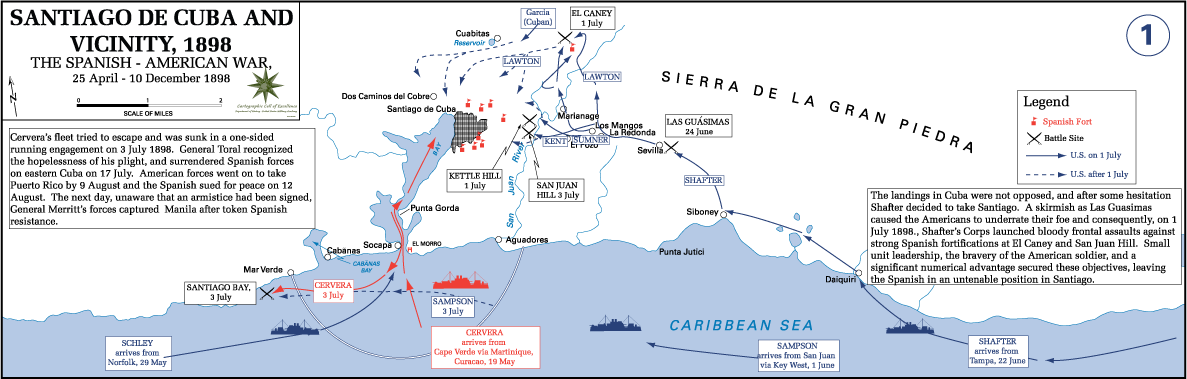 SANTIAGO DE CUBA AND
VICINITY, 1898
THE SPANISH - AMERICAN WAR,
25 April - 10 December 1898
N
0 1 2
SCALE OF MILES
Cartographic Cell of Excellence
Cervera's fleet tried to escape and was sunk in a one-sided
running engagement on 3 July 1898. General Toral recognized
the hopelessness of his plight, and surrendered Spanish forces
on eastern Cuba on 17 July. American forces went on to take
Puerto Rico by 9 August and the Spanish sued for peace on 12
August. The next day, unaware that an armistice had been signed,
General Merritt's forces captured Manila after token Spanish
resistance.
García
(Cuban)
EL CANEY
1 July
Cuabitas
Reservoir
LAWTON
LAWTON
1
SIERRA DE LA GRAN PIEDRA
Legend
Spanish Fort
Battle Site
U.S. on 1 July
U.S. after 1 July
Dos Caminos del Cobre
Santiago de Cuba
Marianage
Los Mangos
La Redonda
KENT
SUMNER
El Pozo
LAS GUÁSIMAS
24 June
Sevilla
BAY
KETTLE HILL
1 July
SAN JUAN
HILL 3 July
San Juan River
SHAFTER
The landings in Cuba were not opposed, and after some hesitation
Shafter decided to take Santiago. A skirmish as Las Guasimas
caused the Americans to underrate their foe and consequently, on 1
July 1898., Shafter's Corps launched bloody frontal assaults against
strong Spanish fortifications at El Caney and San Juan Hill. Small
unit leadership, the bravery of the American soldier, and a
significant numerical advantage secured these objectives, leaving
the Spanish in an untenable position in Santiago.
Punta Gorda
Siboney
Socapa
EL MORRO
Aguadores
Cabanas
CABAÑAS
BAY
Punta Jutici
Mar Verde
Daiquiri
SANTIAGO BAY,
3 July
CERVERA
3 July
SAMPSON
3 July
CARIBBEAN SEA
CERVERA
arrives from
Cape Verde via Martinique,
Curacao, 19 May
SCHLEY
arrives from
Norfolk, 29 May
SAMPSON
arrives from San Juan
via Key West, 1 June
SHAFTER
arrives from
Tampa, 22 June